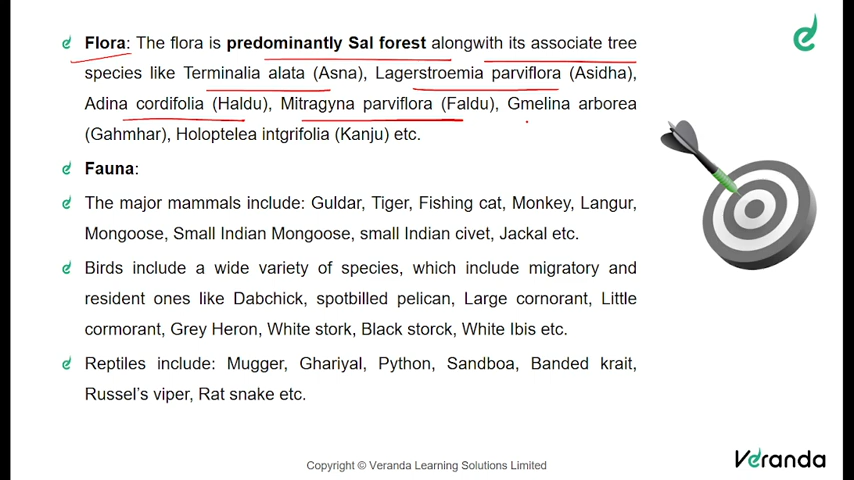 Flora: The flora is predominantly Sal forest alongwith its associate tree
species like Terminalia alata (Asna), Lagerstroemia parviflora (Asidha),
Adina cordifolia (Haldu), Mitragyna parviflora (Faldu), Gmelina arborea
(Gahmhar), Holoptelea intgrifolia (Kanju) etc.
Fauna:
The major mammals include: Guldar, Tiger, Fishing cat, Monkey, Langur,
Mongoose, Small Indian Mongoose, small Indian civet, Jackal etc.
Birds include a wide variety of species, which include migratory and
resident ones like Dabchick, spotbilled pelican, Large cornorant, Little
cormorant, Grey Heron, White stork, Black storck, White Ibis etc.
Reptiles include: Mugger, Ghariyal, Python, Sandboa, Banded krait,
Russel's viper, Rat snake etc.
Copyright © Veranda Learning Solutions Limited
Veranda